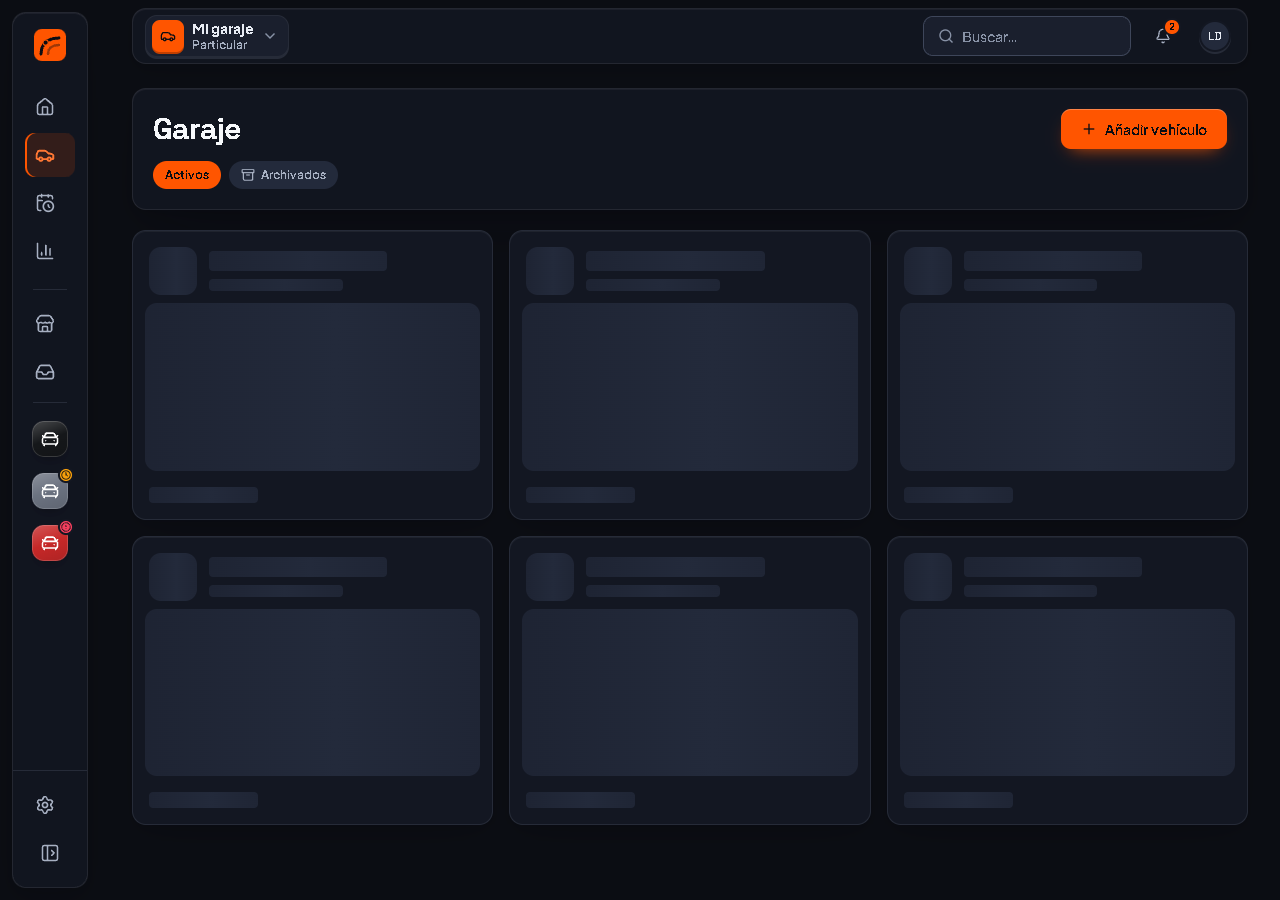 Mi garaje
Particular
Buscar...
2
LD
Garaje
Añadir vehículo
Activos
Archivados